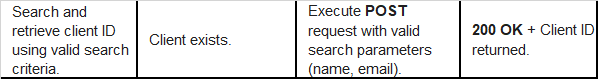 Search and
retrieve client ID
using valid search
criteria.
Client exists.
Execute POST
request with valid
search parameters
(name, email).
200 OK + Client ID
returned.